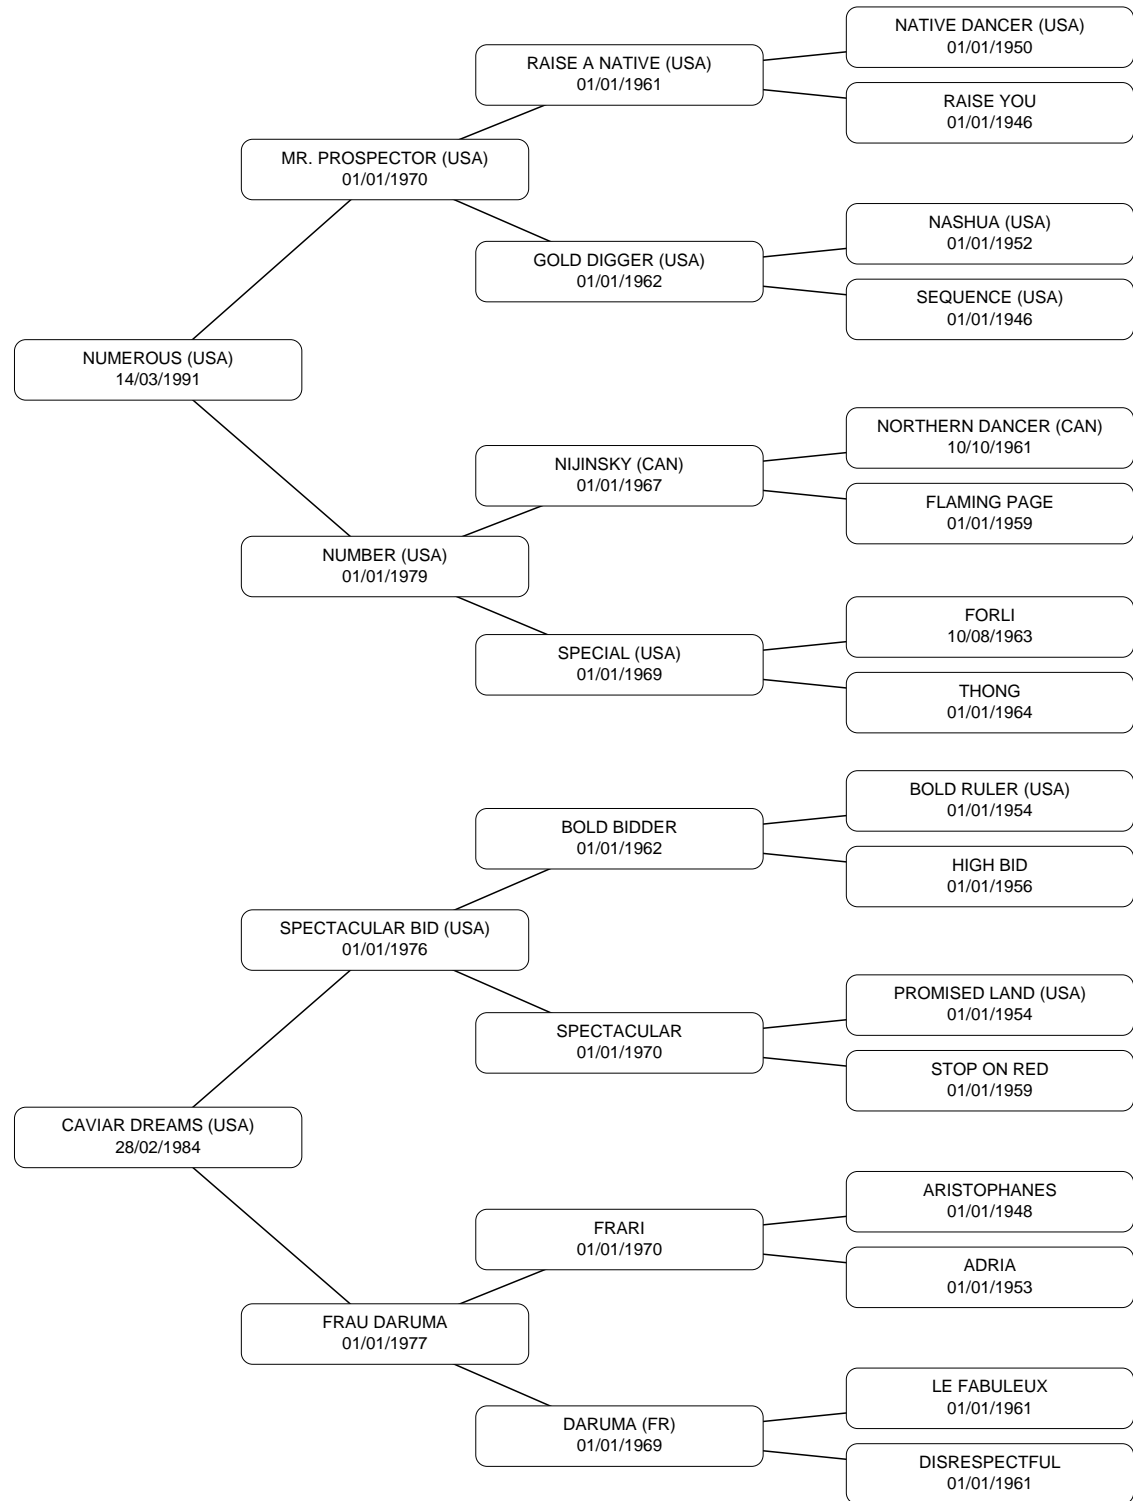 NATIVE DANCER (USA)
01/01/1950
RAISE A NATIVE (USA)
01/01/1961
RAISE YOU
01/01/1946
MR. PROSPECTOR (USA)
01/01/1970
NASHUA (USA)
01/01/1952
GOLD DIGGER (USA)
01/01/1962
SEQUENCE (USA)
01/01/1946
NUMEROUS (USA)
14/03/1991
NORTHERN DANCER (CAN)
10/10/1961
NIJINSKY (CAN)
01/01/1967
FLAMING PAGE
01/01/1959
NUMBER (USA)
01/01/1979
FORLI
10/08/1963
SPECIAL (USA)
01/01/1969
THONG
01/01/1964
BOLD RULER (USA)
01/01/1954
BOLD BIDDER
01/01/1962
HIGH BID
01/01/1956
SPECTACULAR BID (USA)
01/01/1976
PROMISED LAND (USA)
01/01/1954
SPECTACULAR
01/01/1970
STOP ON RED
01/01/1959
CAVIAR DREAMS (USA)
28/02/1984
ARISTOPHANES
01/01/1948
FRARI
01/01/1970
ADRIA
01/01/1953
FRAU DARUMA
01/01/1977
LE FABULEUX
01/01/1961
DARUMA (FR)
01/01/1969
DISRESPECTFUL
01/01/1961